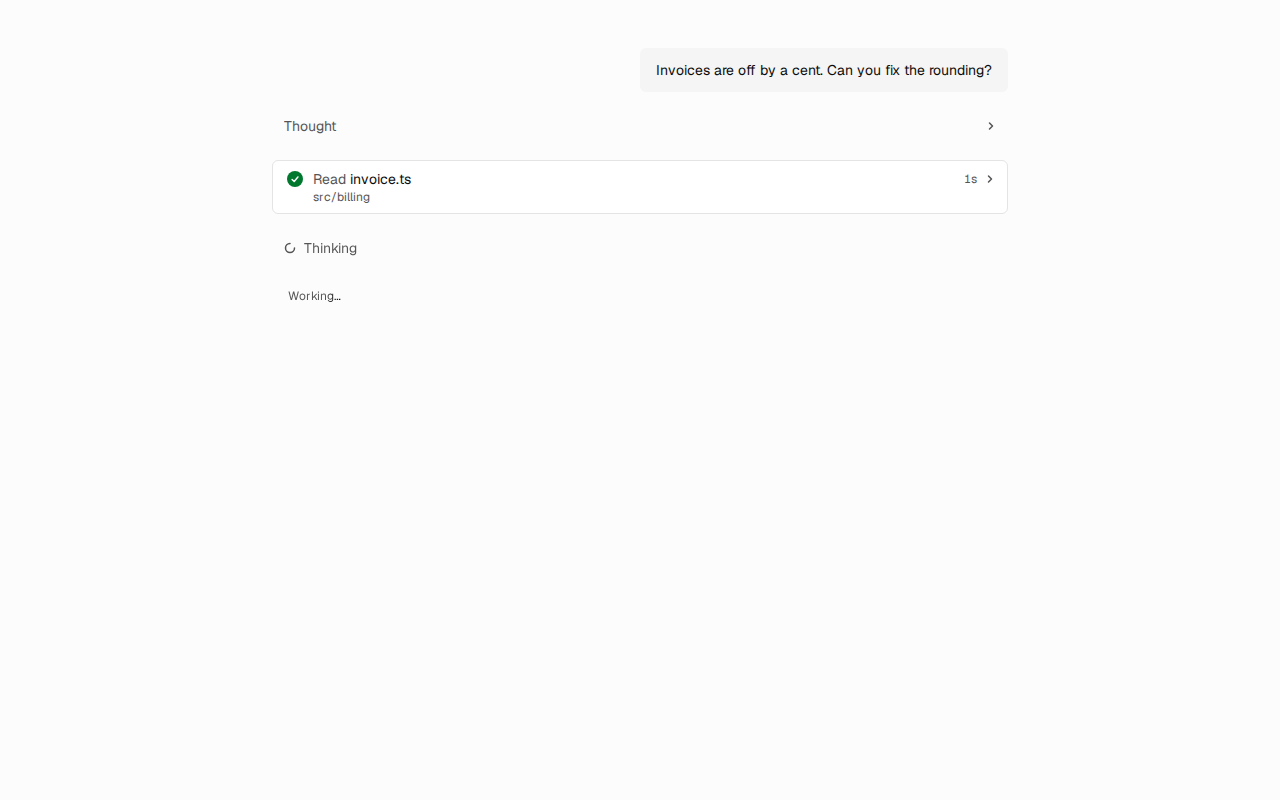 Invoices are off by a cent. Can you fix the rounding?
Thought
Read invoice.ts 1s
src/billing
Thinking
Working…